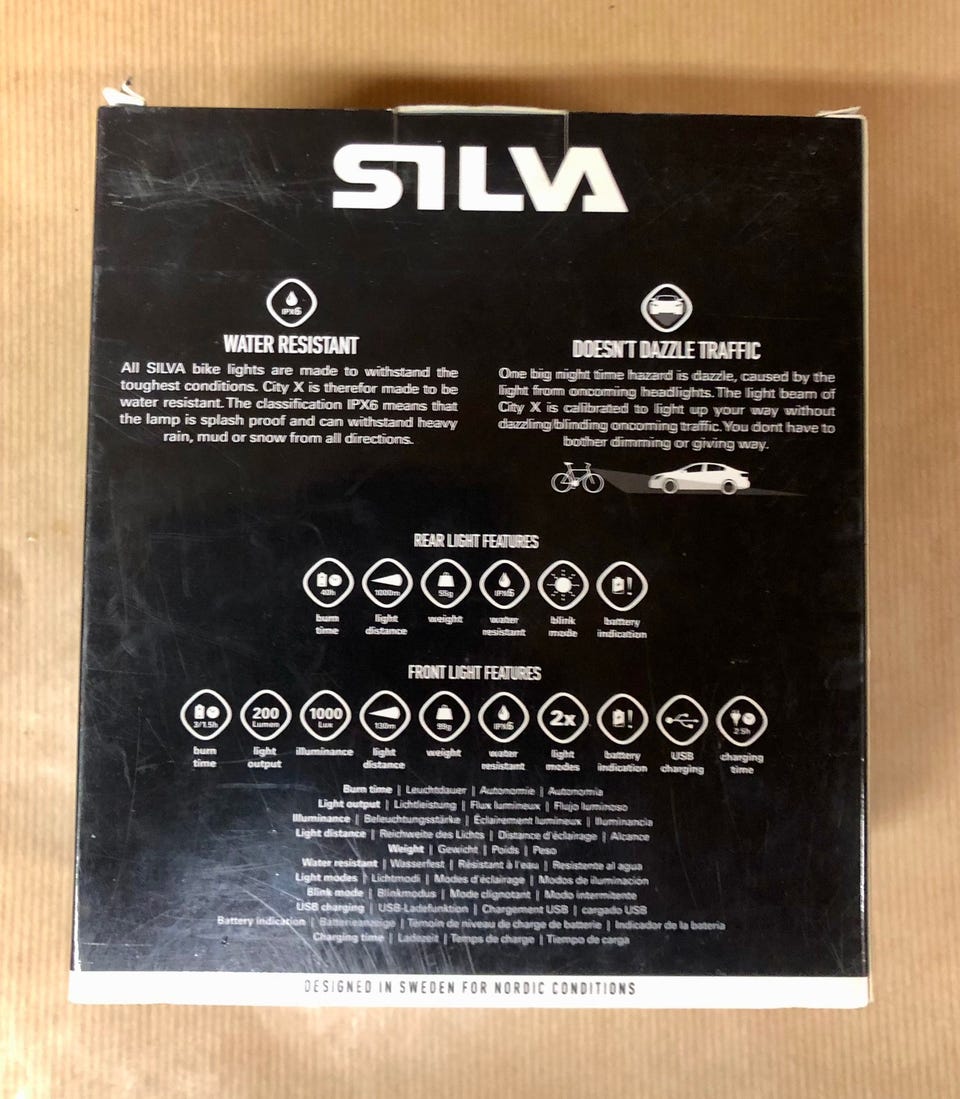 SILVA
IPX6
WATER RESISTANT
All SILVA bike lights are made to withstand the
toughest conditions. City X is therefor made to be
water resistant. The classification IPX6 means that
the lamp is splash proof and can withstand heavy
rain, mud or snow from all directions.
DOESN'T DAZZLE TRAFFIC
One big might time hazard is dazzle, caused by the
light from oncoming headlights. The light beam of
City X is calibrated to light up your way without
dazzling/blinding oncoming traffic. You dont have to
bother dimming or giving way.
REAR LIGHT FEATURES
40h 1000m 55g IPX6
burn light weight water blink battery
time distance resistant mode indication
FRONT LIGHT FEATURES
200 1000 2x
3/1.5h Lumen Lux 130m 99g IPX6 2.5h
burn light illuminance light weight water light battery USB charging
time output distance resistant modes indication charging time
Burn time | Leuchtdauer | Autonomie | Autonomia
Light output | Lichtleistung | Flux lumineux | Flujo luminoso
Illuminance | Beleuchtungsstärke | Éclairement lumineux | Iluminancia
Light distance | Reichweite des Lichts | Distance d'éclairage | Alcance
Weight | Gewicht | Poids | Peso
Water resistant | Wasserfest | Résistant à l'eau | Resistente al agua
Light modes | Lichtmodi | Modes d'éclairage | Modos de iluminación
Blink mode | Blinkmodus | Mode clignotant | Modo intermitente
USB charging | USB-Ladefunktion | Chargement USB | cargado USB
Battery indication | Batterieanzeige | Témoin de niveau de charge de batterie | Indicador de la batería
Charging time | Ladezeit | Temps de charge | Tiempo de carga
DESIGNED IN SWEDEN FOR NORDIC CONDITIONS